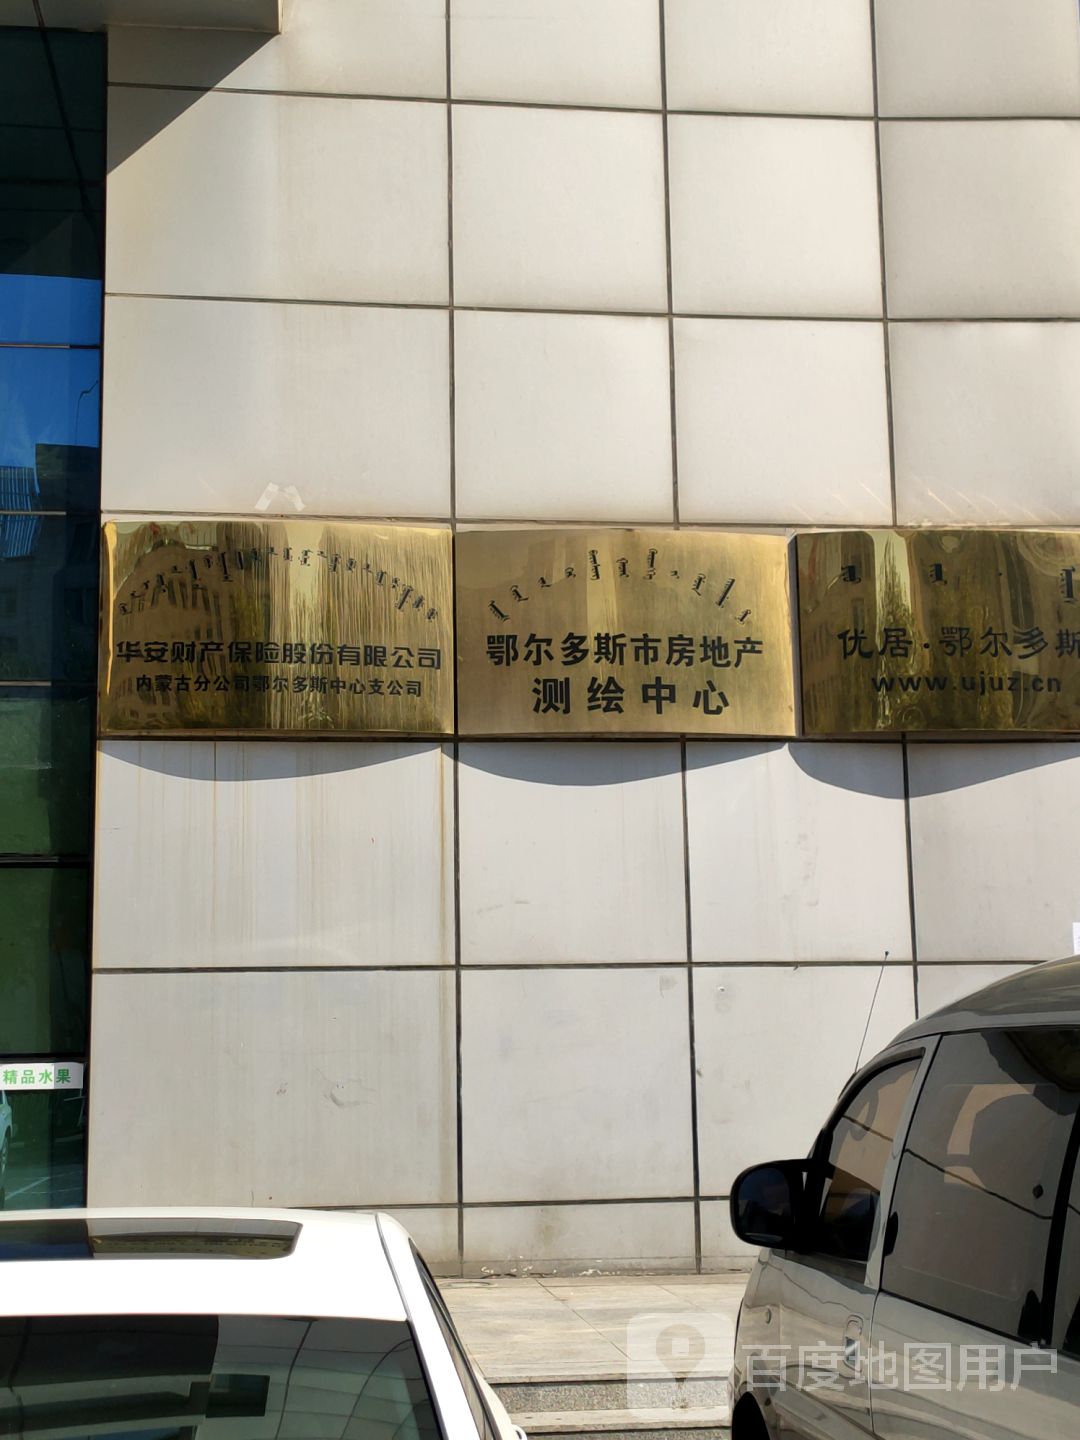 华安财产保险股份有限公司
内蒙古分公司鄂尔多斯中心支公司
鄂尔多斯市房地产
测绘中心
优居·鄂尔多斯
www.ujuz.cn
精品水果
百度地图用户